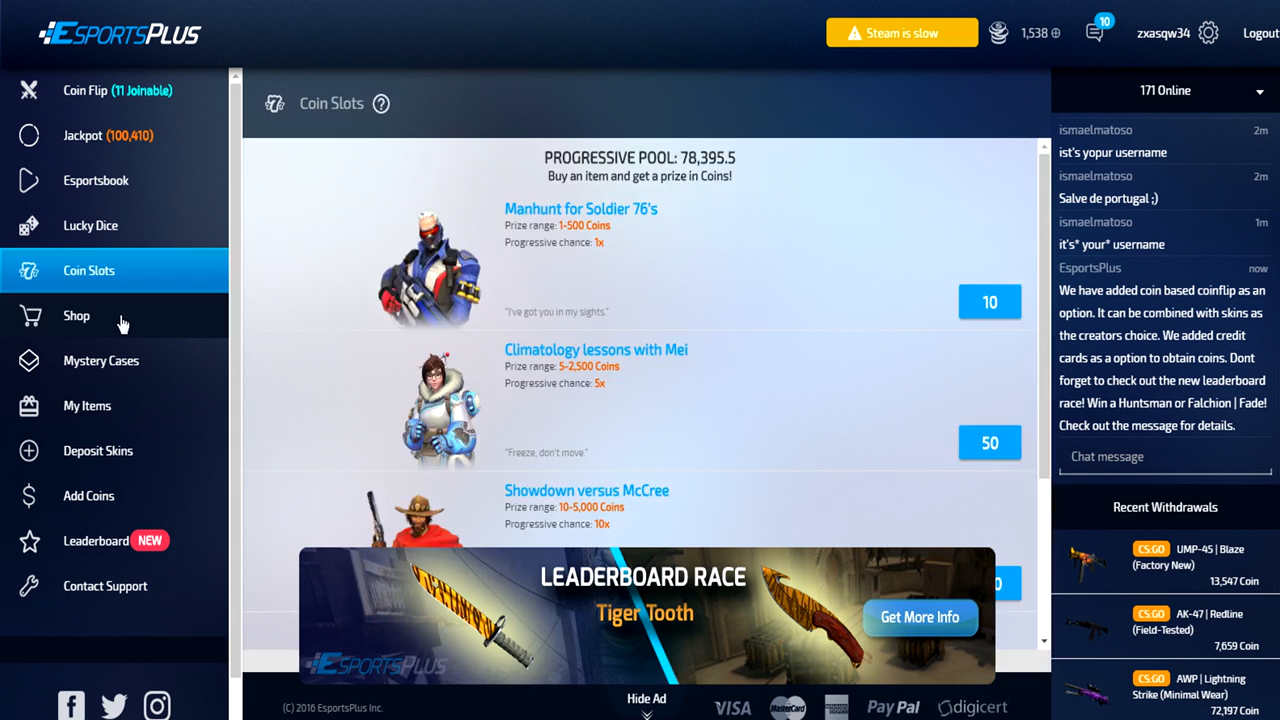 ESPORTSPLUS
Steam is slow
1,538
10
zxasqw34
Logout
Coin Flip (11 Joinable)
Jackpot (100,410)
Esportsbook
Lucky Dice
Coin Slots
Shop
Mystery Cases
My Items
Deposit Skins
Add Coins
Leaderboard NEW
Contact Support
7 Coin Slots ?
PROGRESSIVE POOL: 78,395.5
Buy an item and get a prize in Coins!
Manhunt for Soldier 76's
Prize range: 1-500 Coins
Progressive chance: 1x
"I've got you in my sights."
10
Climatology lessons with Mei
Prize range: 5-2,500 Coins
Progressive chance: 5x
"Freeze, don't move."
50
Showdown versus McCree
Prize range: 10-5,000 Coins
Progressive chance: 10x
0
LEADERBOARD RACE
Tiger Tooth
Get More Info
ESPORTSPLUS
Hide Ad
(C) 2016 EsportsPlus Inc.
VISA
MasterCard
PayPal
digicert
171 Online
ismaelmatoso 2m
ist's yopur username
ismaelmatoso 2m
Salve de portugal ;)
ismaelmatoso 1m
it's* your* username
EsportsPlus now
We have added coin based coinflip as an
option. It can be combined with skins as
the creators choice. We added credit
cards as a option to obtain coins. Dont
forget to check out the new leaderboard
race! Win a Huntsman or Falchion | Fade!
Check out the message for details.
Chat message
Recent Withdrawals
CS:GO UMP-45 | Blaze
(Factory New)
13,547 Coin
CS:GO AK-47 | Redline
(Field-Tested)
7,659 Coin
CS:GO AWP | Lightning
Strike (Minimal Wear)
72,197 Coin